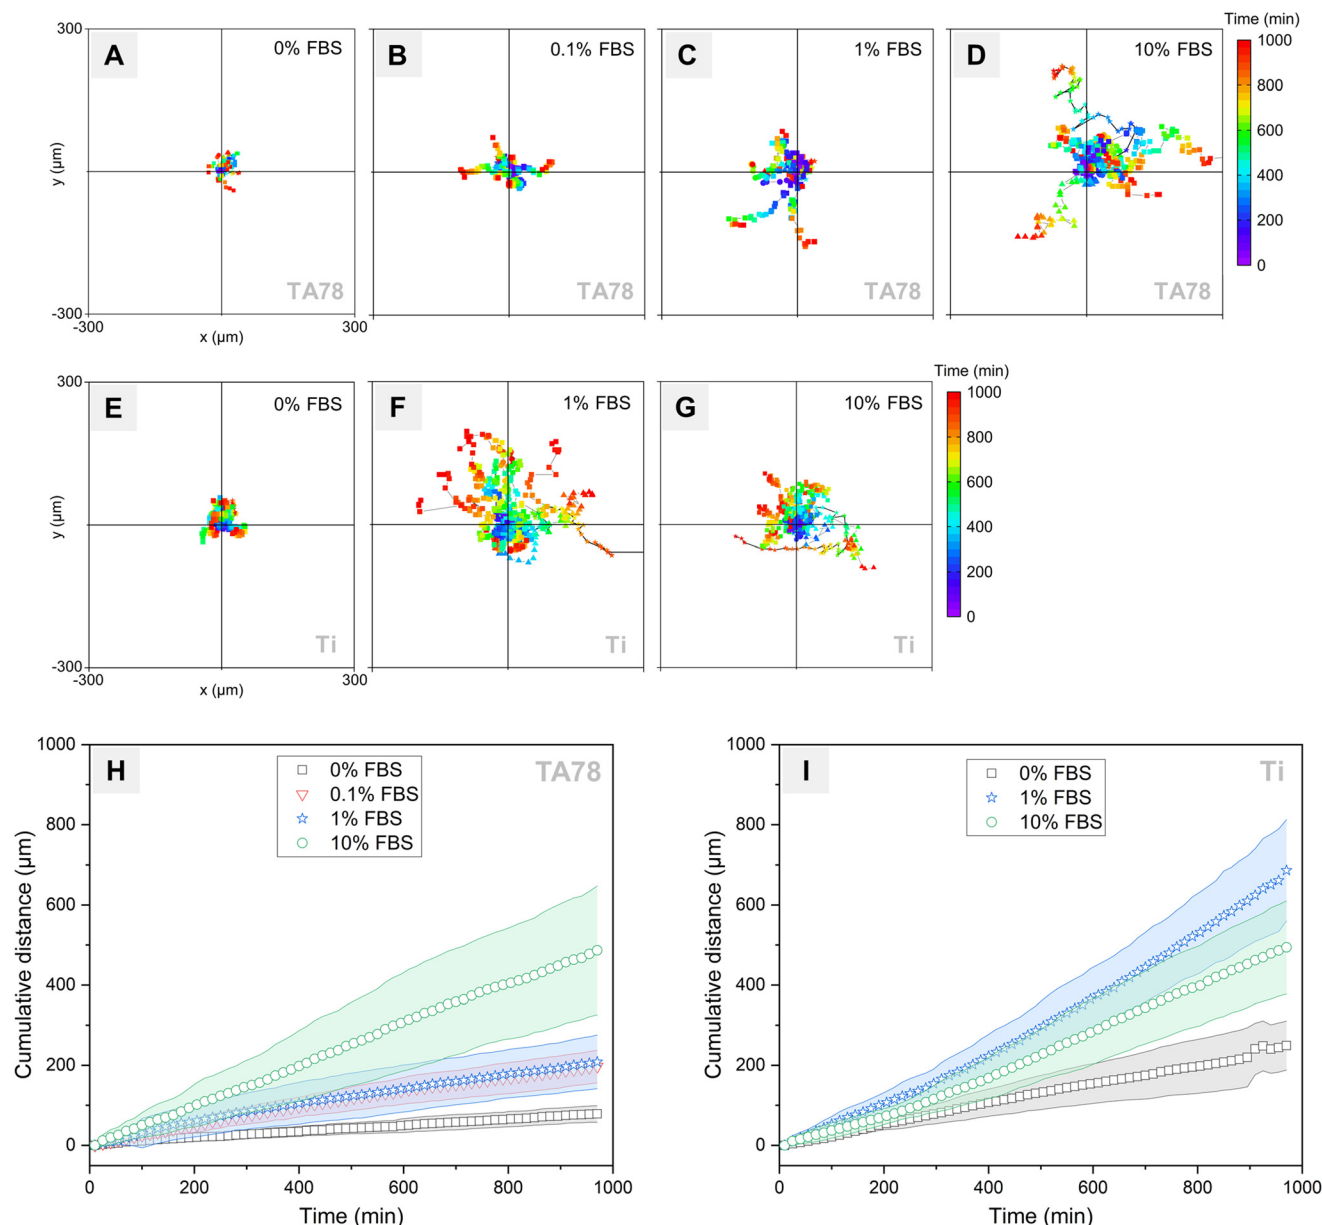 A
0% FBS
TA78
300
-300
y (µm)
-300
300
x (µm)
B
0.1% FBS
TA78
C
1% FBS
TA78
D
10% FBS
TA78
Time (min)
1000
800
600
400
200
0
E
0% FBS
Ti
300
-300
y (µm)
-300
300
x (µm)
F
1% FBS
Ti
G
10% FBS
Ti
Time (min)
1000
800
600
400
200
0
H
TA78
0% FBS
0.1% FBS
1% FBS
10% FBS
1000
800
600
400
200
0
Cumulative distance (µm)
0
200
400
600
800
1000
Time (min)
I
Ti
0% FBS
1% FBS
10% FBS
1000
800
600
400
200
0
Cumulative distance (µm)
0
200
400
600
800
1000
Time (min)